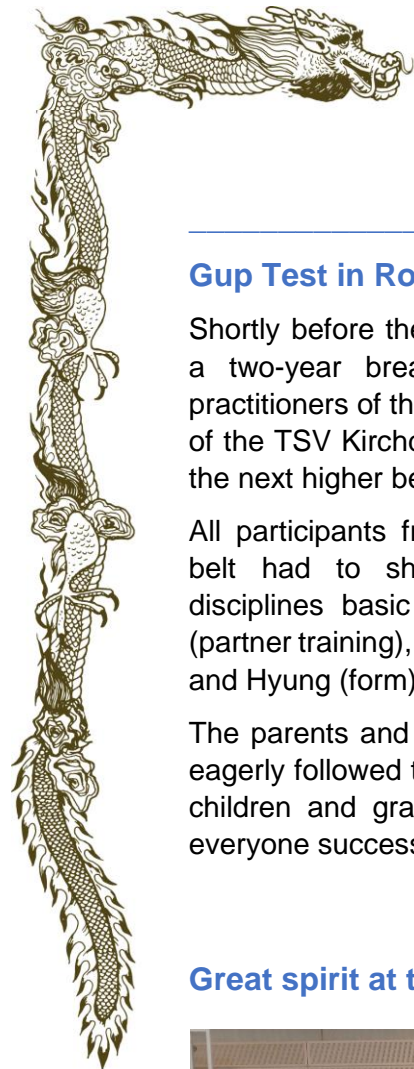 Gup Test in Ro
Shortly before the
a two-year brea
practitioners of th
of the TSV Kircho
the next higher be
All participants fr
belt had to sh
disciplines basic
(partner training),
and Hyung (form)
The parents and
eagerly followed t
children and gra
everyone success
Great spirit at t